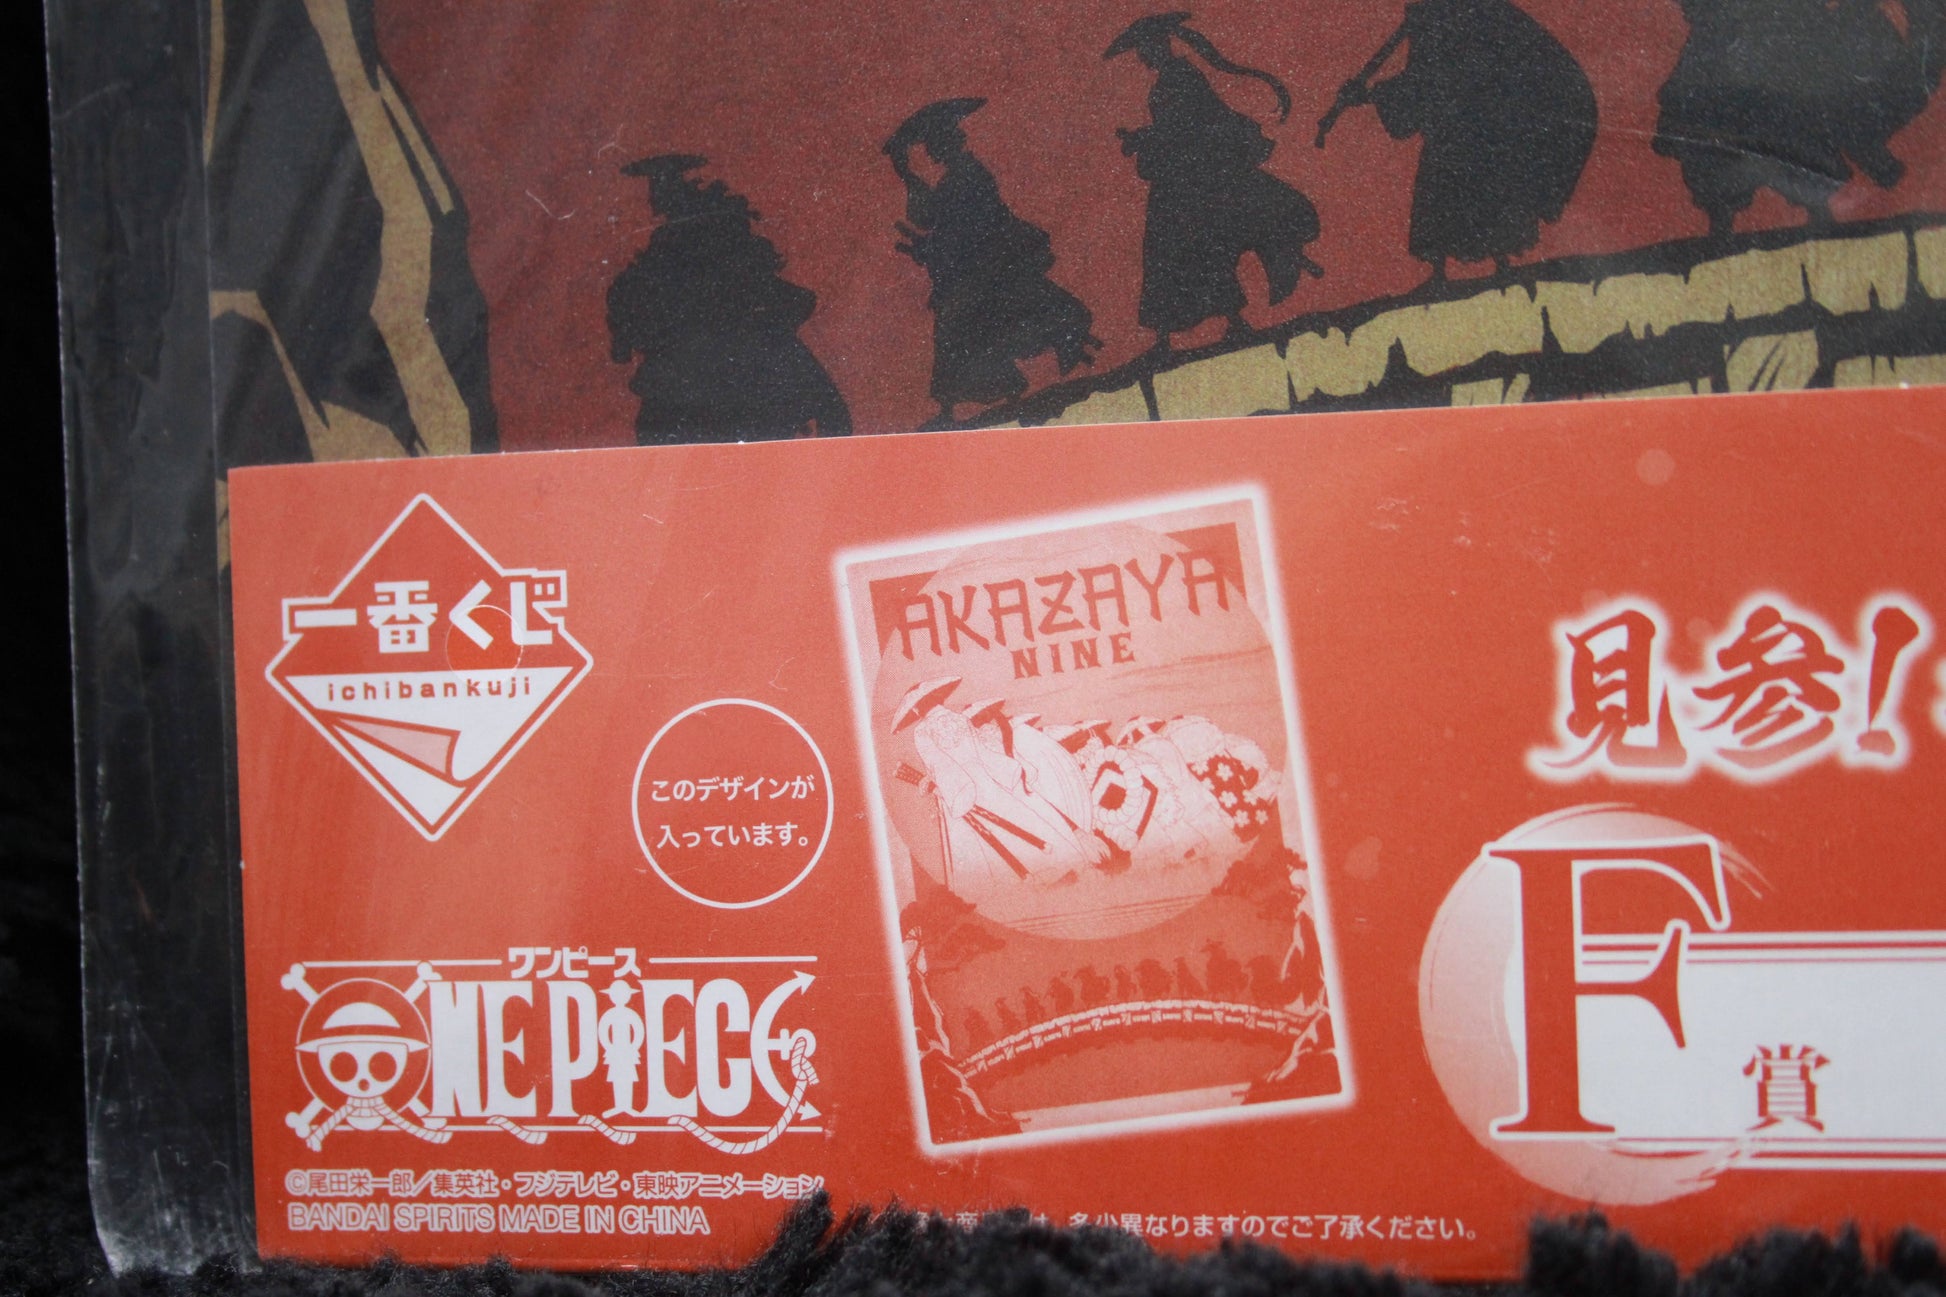 一番くじ
ichibankuji
このデザインが
入っています。
AKAZAYA
NINE
見参!
F
賞
ワンピース
ONE PIECE
©尾田栄一郎／集英社・フジテレビ・東映アニメーション
BANDAI SPIRITS MADE IN CHINA
多少異なりますのでご了承ください。